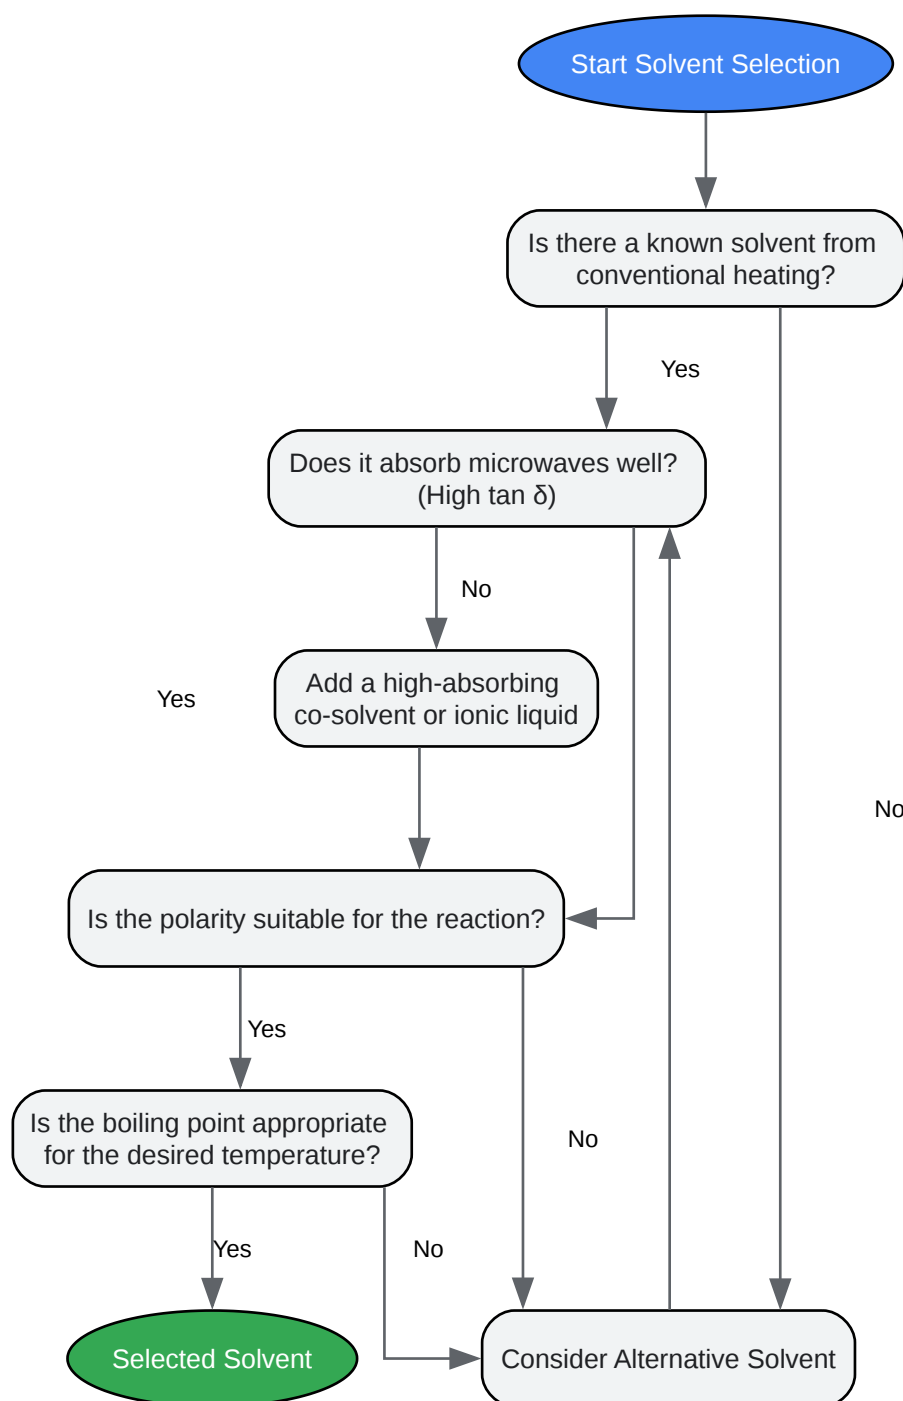 Start Solvent Selection
Is there a known solvent from
conventional heating?
Yes
Does it absorb microwaves well?
(High tan δ)
No
Add a high-absorbing
co-solvent or ionic liquid
Yes
No
Is the polarity suitable for the reaction?
Yes
Is the boiling point appropriate
for the desired temperature?
No
Yes
No
Selected Solvent
Consider Alternative Solvent